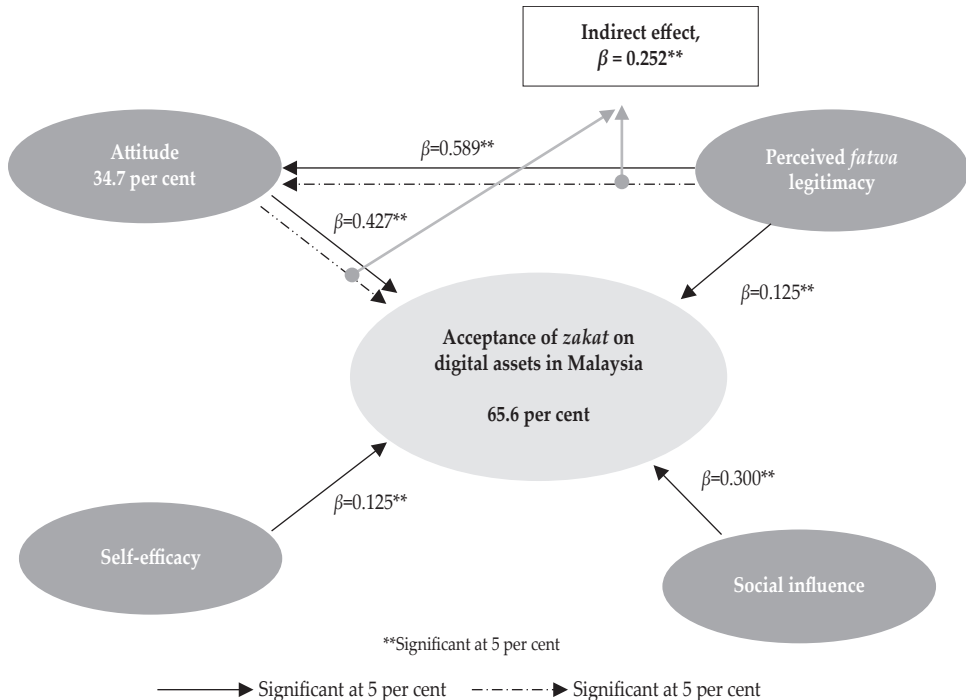 Indirect effect,
β = 0.252**
Attitude
34.7 per cent
β=0.589**
Perceived fatwa
legitimacy
β=0.427**
β=0.125**
Acceptance of zakat on
digital assets in Malaysia
65.6 per cent
β=0.125**
β=0.300**
Self-efficacy
Social influence
**Significant at 5 per cent
Significant at 5 per cent
Significant at 5 per cent